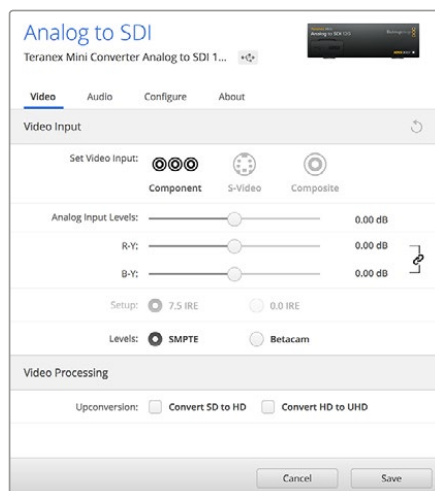 Analog to SDI
Teranex Mini Converter Analog to SDI 1...
Video Audio Configure About
Video Input
Set Video Input:
Component S-Video Composite
Analog Input Levels: 0.00 dB
R-Y: 0.00 dB
B-Y: 0.00 dB
Setup: 7.5 IRE 0.0 IRE
Levels: SMPTE Betacam
Video Processing
Upconversion: Convert SD to HD Convert HD to UHD
Cancel Save